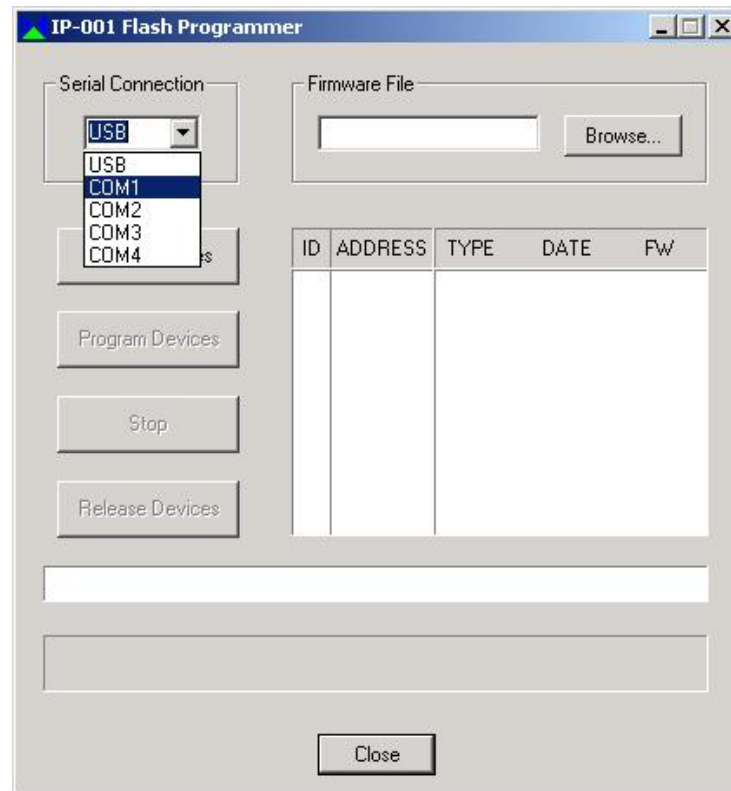 IP-001 Flash Programmer
Serial Connection
Firmware File
USB
Browse...
USB
COM1
COM2
COM3
COM4
ID ADDRESS TYPE DATE FW
Program Devices
Stop
Release Devices
Close